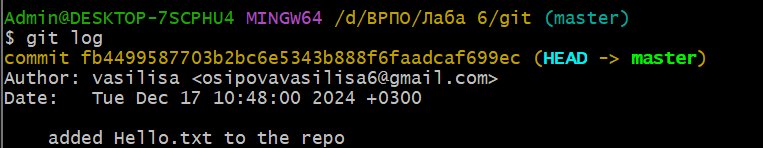 Admin@DESKTOP-7SCPHU4 MINGW64 /d/ВРПО/Лаба 6/git (master)
$ git log
commit fb4499587703b2bc6e5343b888f6faadcaf699ec (HEAD -> master)
Author: vasilisa <osipovavasilisa6@gmail.com>
Date:   Tue Dec 17 10:48:00 2024 +0300
    added Hello.txt to the repo